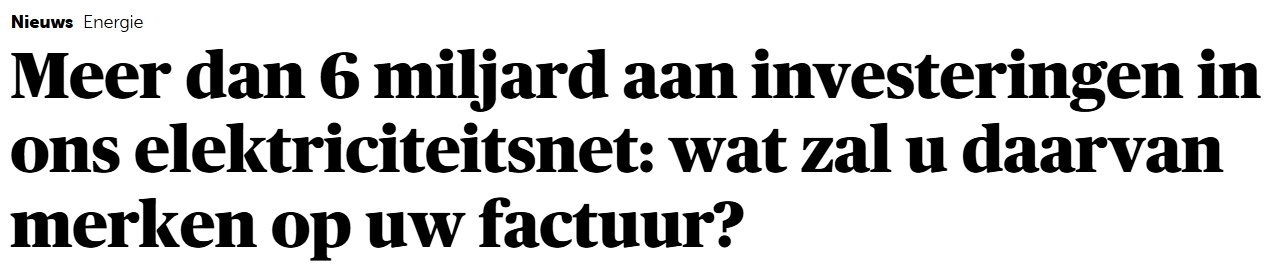 Nieuws Energie
Meer dan 6 miljard aan investeringen in
ons elektriciteitsnet: wat zal u daarvan
merken op uw factuur?